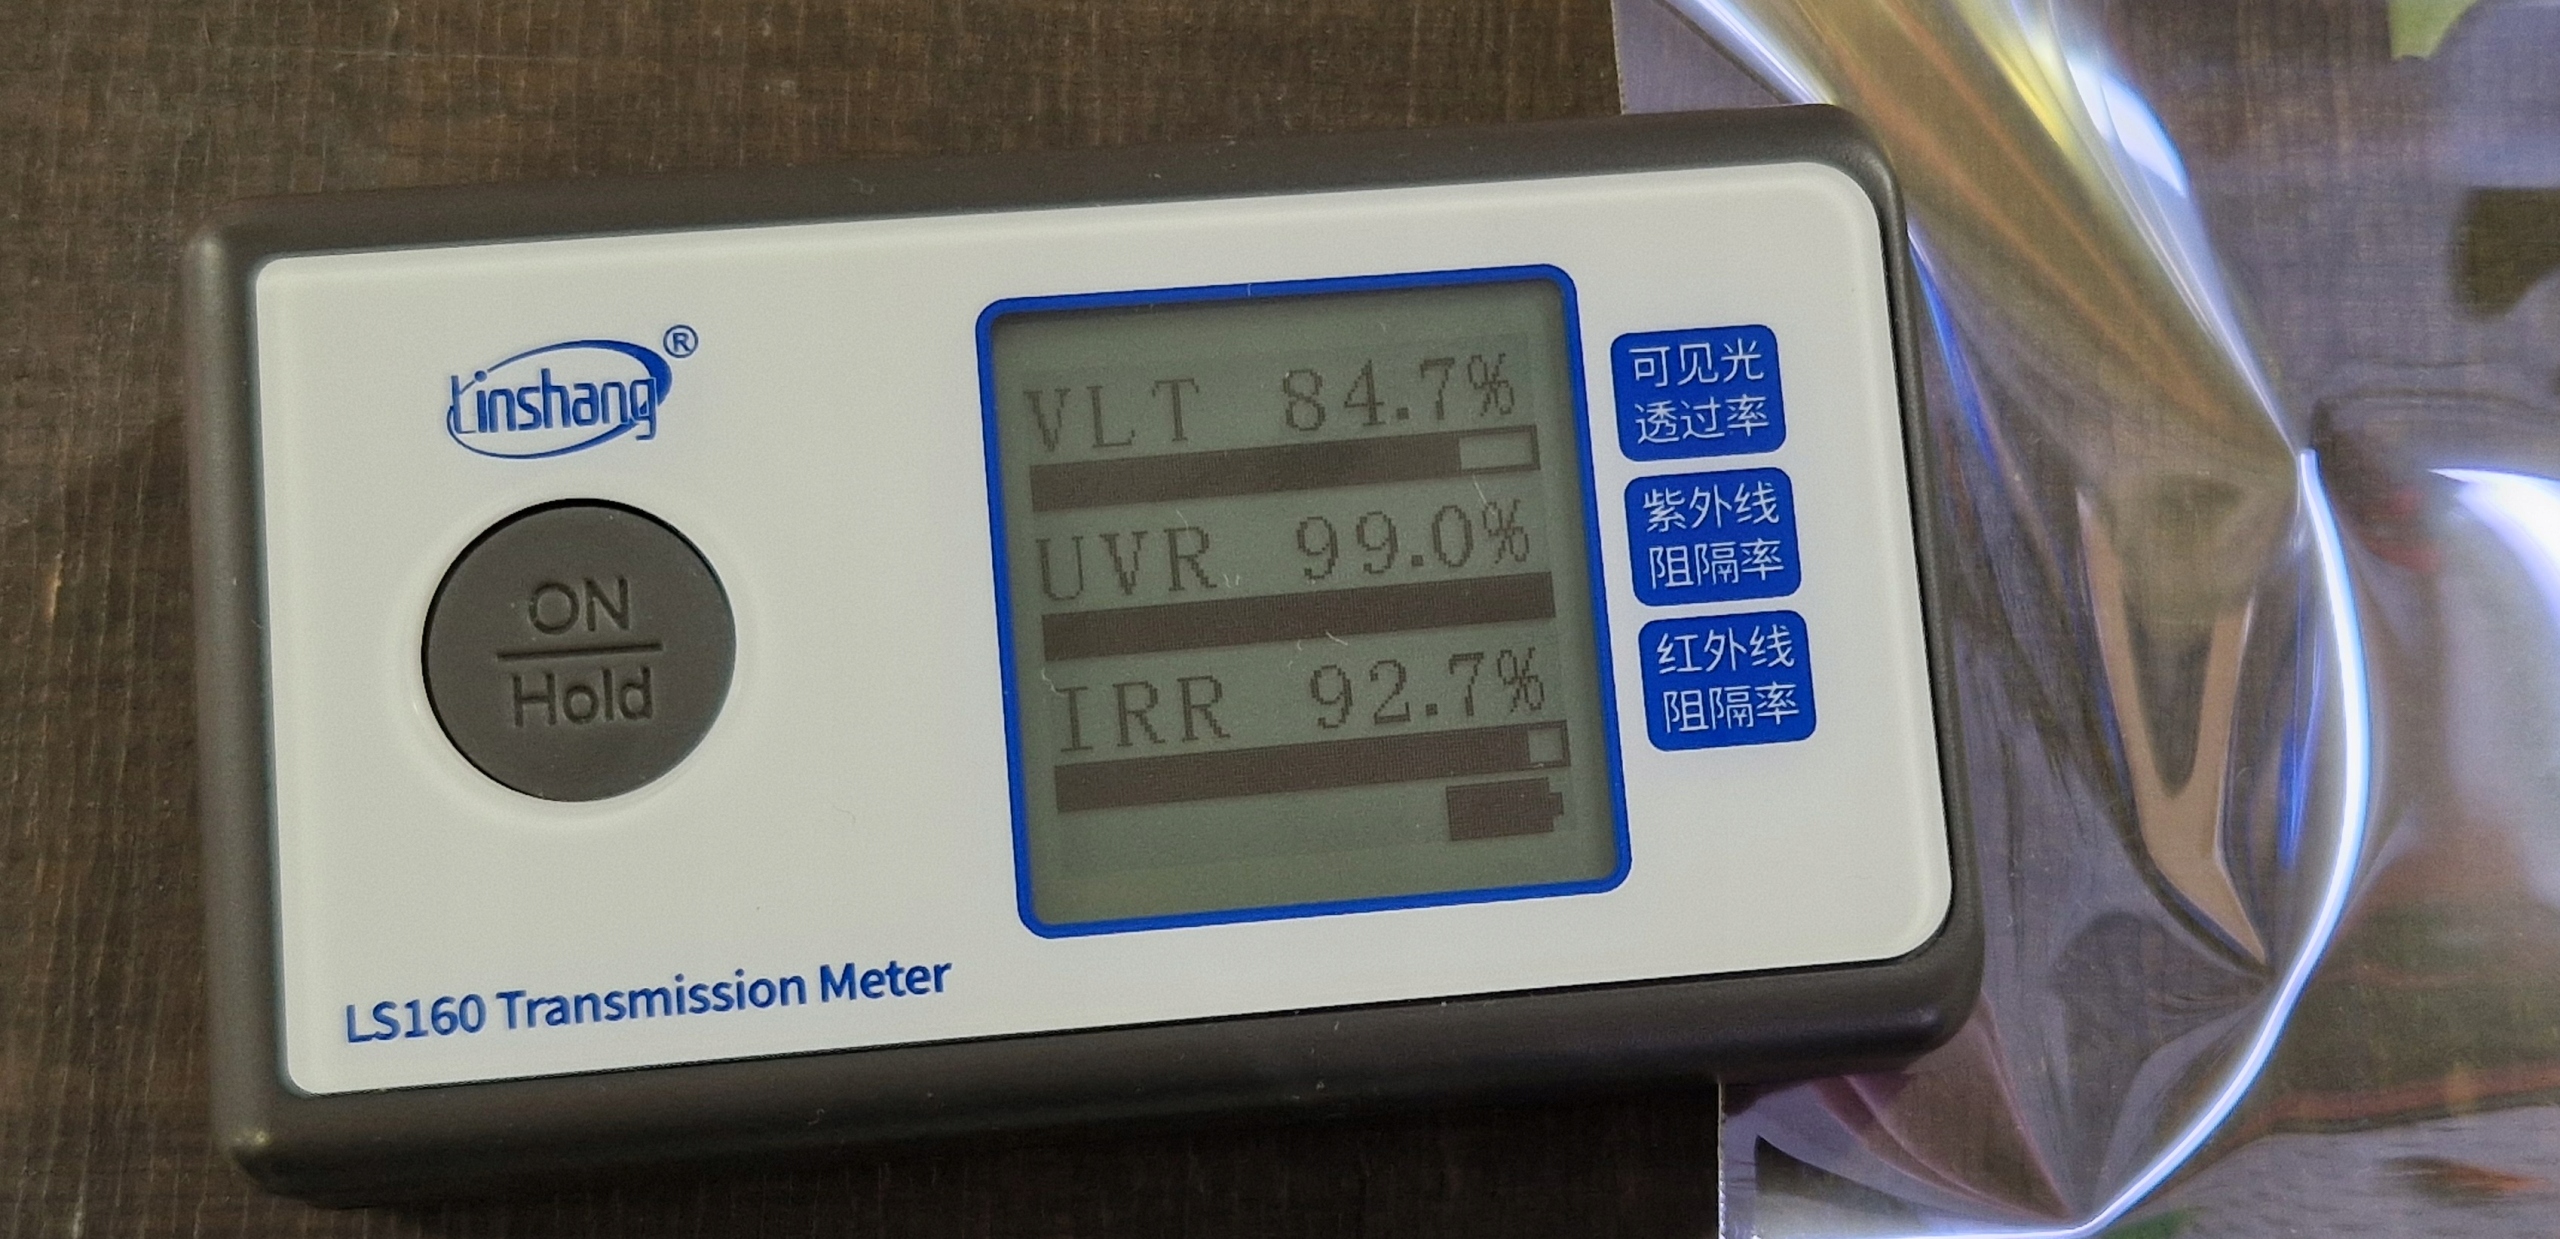 Linshang®
ON
Hold
LS160 Transmission Meter
VLT 84.7%
UVR 99.0%
IRR 92.7%
可见光
透过率
紫外线
阻隔率
红外线
阻隔率